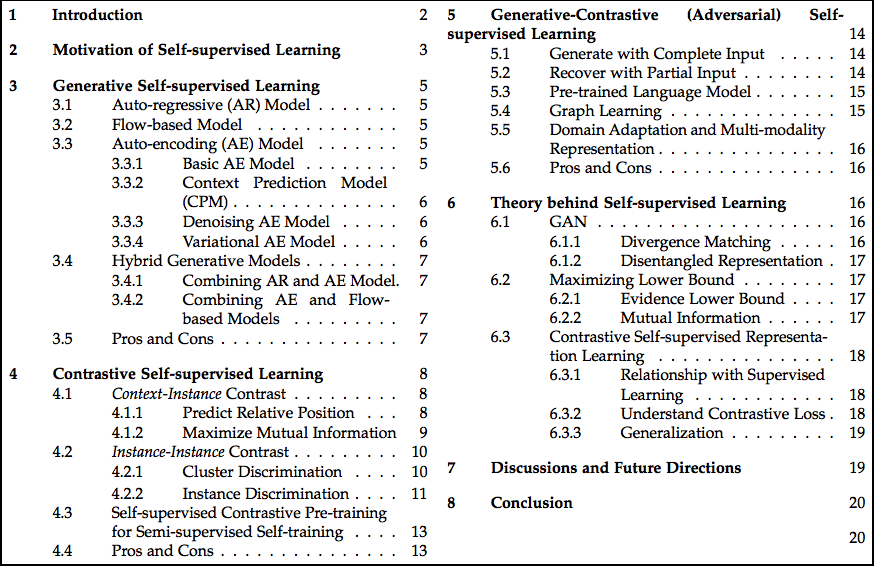 1 Introduction 2
2 Motivation of Self-supervised Learning 3
3 Generative Self-supervised Learning 5
3.1 Auto-regressive (AR) Model . . . . . . . 5
3.2 Flow-based Model . . . . . . . . . . . . 5
3.3 Auto-encoding (AE) Model . . . . . . . 5
3.3.1 Basic AE Model . . . . . . . . 5
3.3.2 Context Prediction Model
(CPM) . . . . . . . . . . . . . . 6
3.3.3 Denoising AE Model . . . . . 6
3.3.4 Variational AE Model . . . . . 6
3.4 Hybrid Generative Models . . . . . . . . 7
3.4.1 Combining AR and AE Model. 7
3.4.2 Combining AE and Flow-
based Models . . . . . . . . . 7
3.5 Pros and Cons . . . . . . . . . . . . . . . 7
4 Contrastive Self-supervised Learning 8
4.1 Context-Instance Contrast . . . . . . . . . 8
4.1.1 Predict Relative Position . . . 8
4.1.2 Maximize Mutual Information 9
4.2 Instance-Instance Contrast . . . . . . . . . 10
4.2.1 Cluster Discrimination . . . . 10
4.2.2 Instance Discrimination . . . . 11
4.3 Self-supervised Contrastive Pre-training
for Semi-supervised Self-training . . . . 13
4.4 Pros and Cons . . . . . . . . . . . . . . . 13
5 Generative-Contrastive (Adversarial) Self-
supervised Learning 14
5.1 Generate with Complete Input . . . . . 14
5.2 Recover with Partial Input . . . . . . . . 14
5.3 Pre-trained Language Model . . . . . . . 15
5.4 Graph Learning . . . . . . . . . . . . . . 15
5.5 Domain Adaptation and Multi-modality
Representation . . . . . . . . . . . . . . . 16
5.6 Pros and Cons . . . . . . . . . . . . . . . 16
6 Theory behind Self-supervised Learning 16
6.1 GAN . . . . . . . . . . . . . . . . . . . . 16
6.1.1 Divergence Matching . . . . . 16
6.1.2 Disentangled Representation . 17
6.2 Maximizing Lower Bound . . . . . . . . 17
6.2.1 Evidence Lower Bound . . . . 17
6.2.2 Mutual Information . . . . . . 17
6.3 Contrastive Self-supervised Representa-
tion Learning . . . . . . . . . . . . . . . 18
6.3.1 Relationship with Supervised
Learning . . . . . . . . . . . . 18
6.3.2 Understand Contrastive Loss . 18
6.3.3 Generalization . . . . . . . . . 19
7 Discussions and Future Directions 19
8 Conclusion 20
20